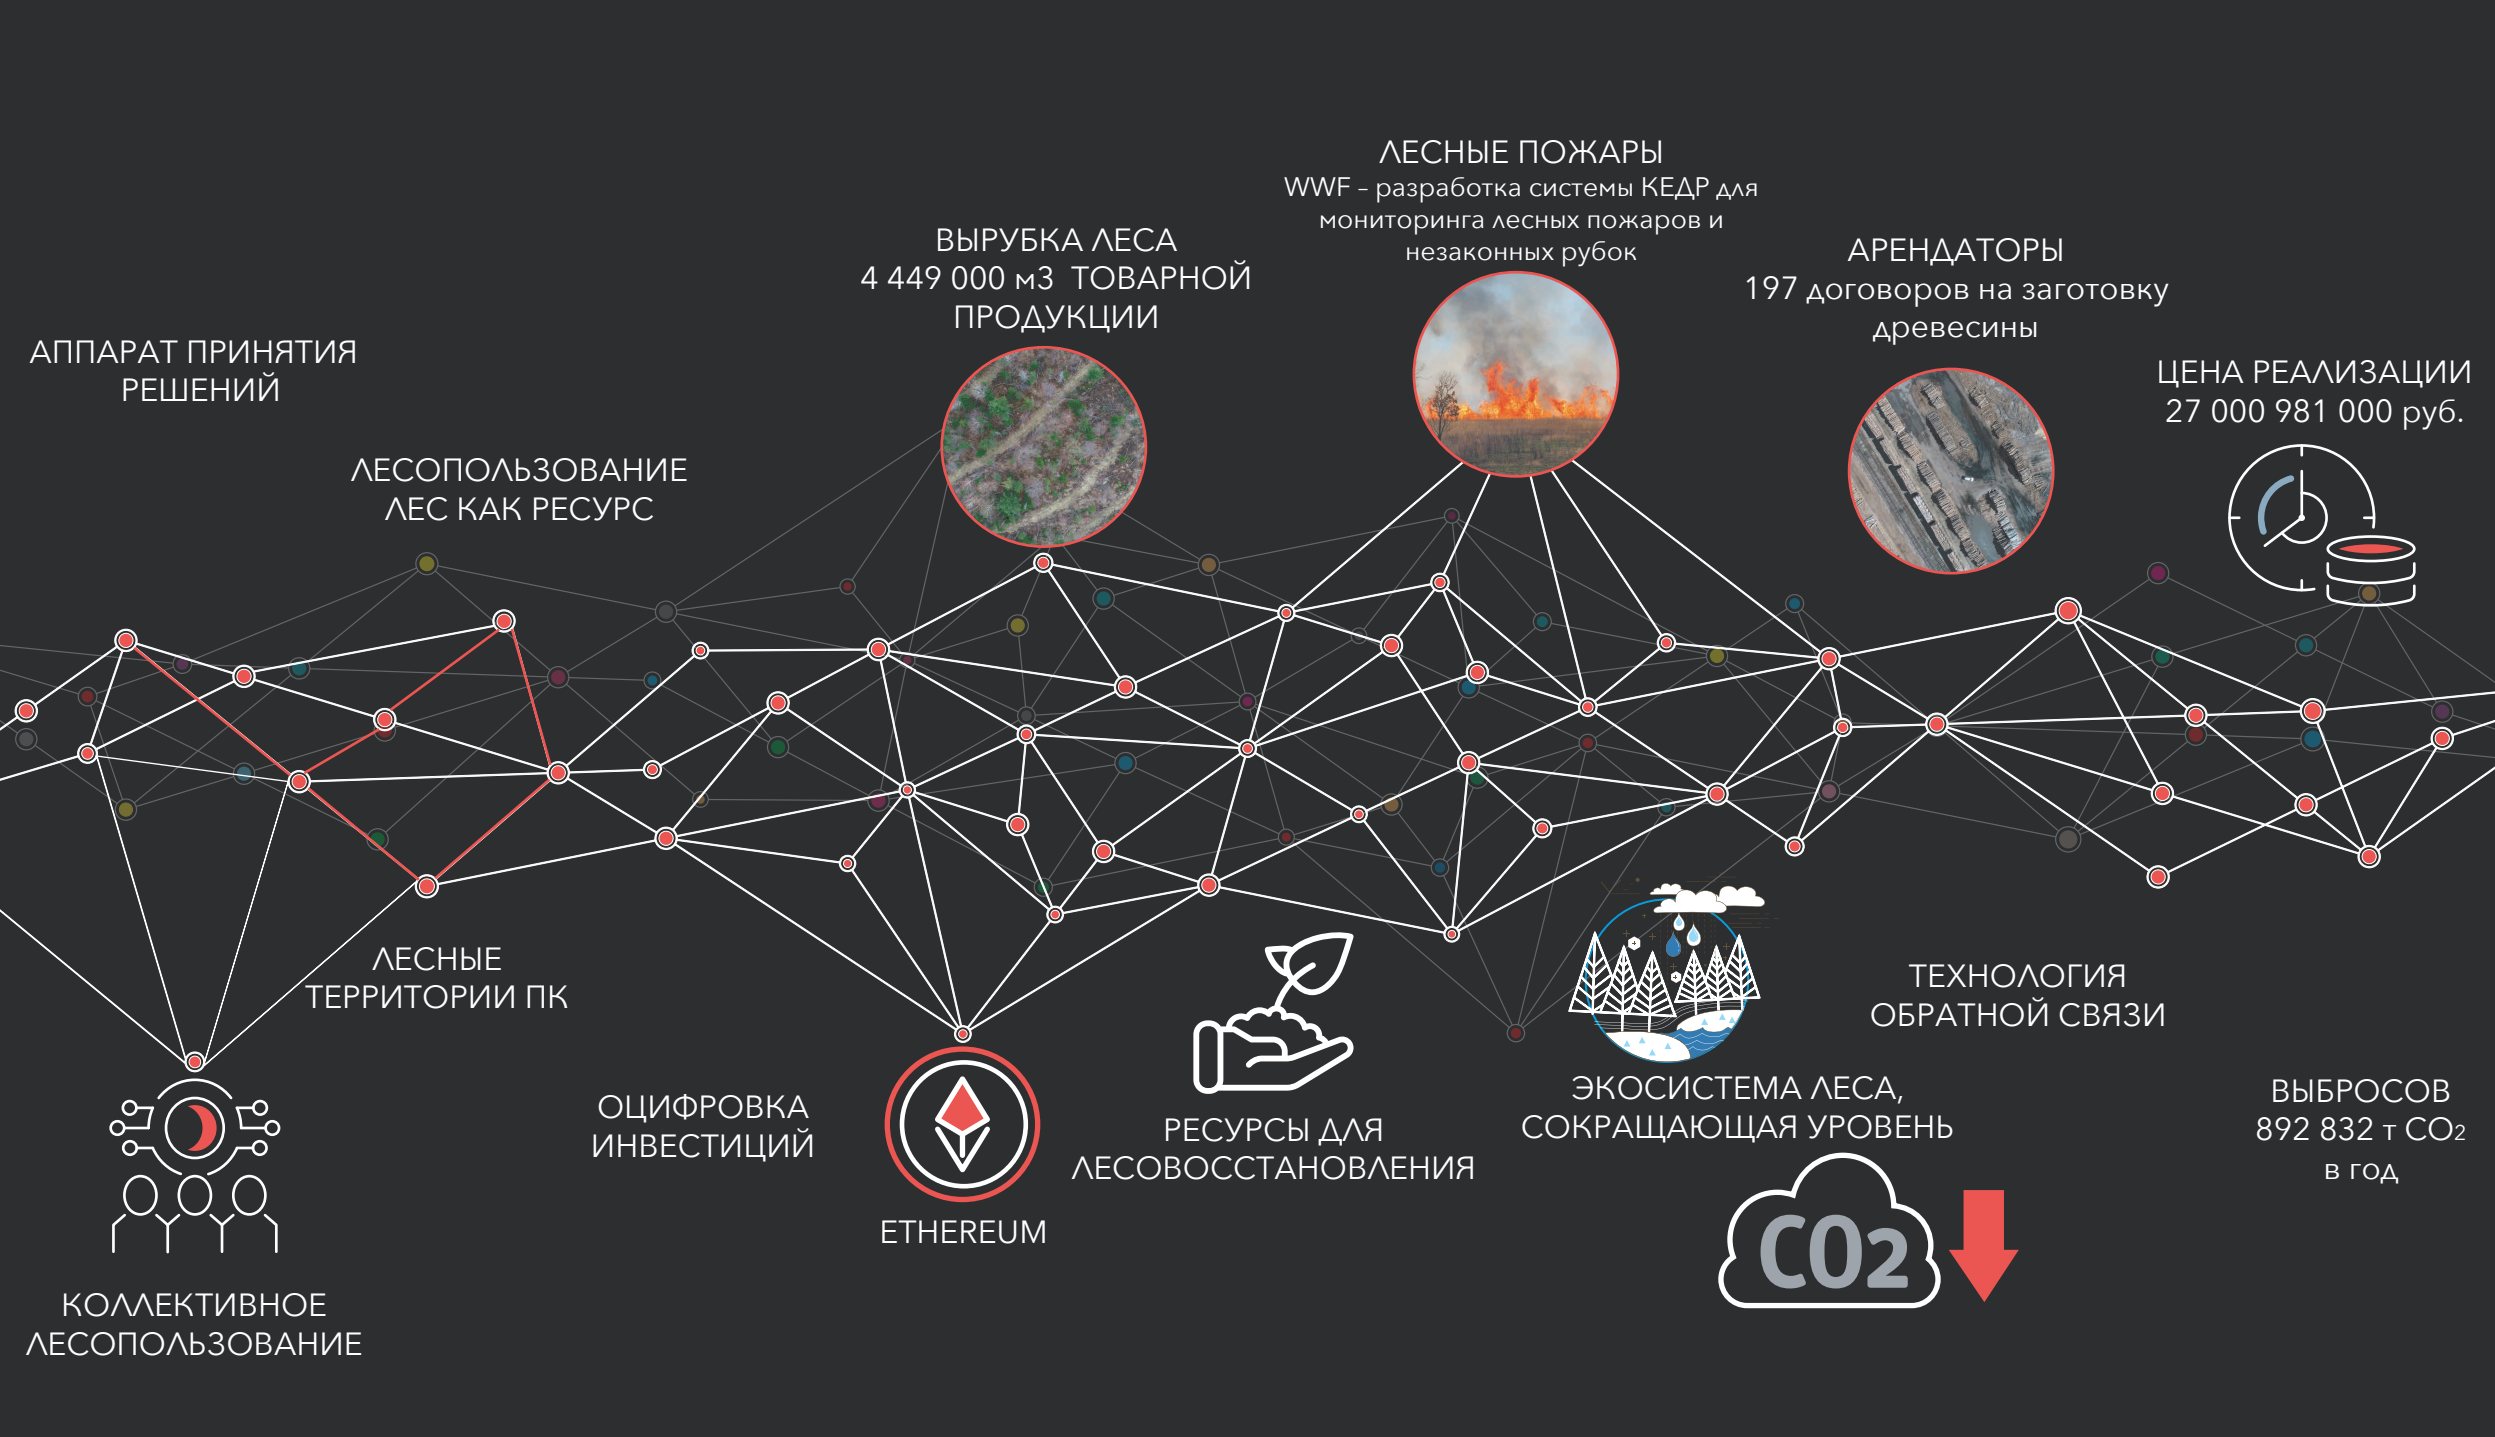 АППАРАТ ПРИНЯТИЯ
РЕШЕНИЙ
ЛЕСОПОЛЬЗОВАНИЕ
ЛЕС КАК РЕСУРС
ВЫРУБКА ЛЕСА
4 449 000 м3 ТОВАРНОЙ
ПРОДУКЦИИ
ЛЕСНЫЕ ПОЖАРЫ
WWF – разработка системы КЕДР для
мониторинга лесных пожаров и
незаконных рубок
АРЕНДАТОРЫ
197 договоров на заготовку
древесины
ЦЕНА РЕАЛИЗАЦИИ
27 000 981 000 руб.
ЛЕСНЫЕ
ТЕРРИТОРИИ ПК
КОЛЛЕКТИВНОЕ
ЛЕСОПОЛЬЗОВАНИЕ
ОЦИФРОВКА
ИНВЕСТИЦИЙ
ETHEREUM
РЕСУРСЫ ДЛЯ
ЛЕСОВОССТАНОВЛЕНИЯ
ЭКОСИСТЕМА ЛЕСА,
СОКРАЩАЮЩАЯ УРОВЕНЬ
CO2
ТЕХНОЛОГИЯ
ОБРАТНОЙ СВЯЗИ
ВЫБРОСОВ
892 832 т СО2
в год